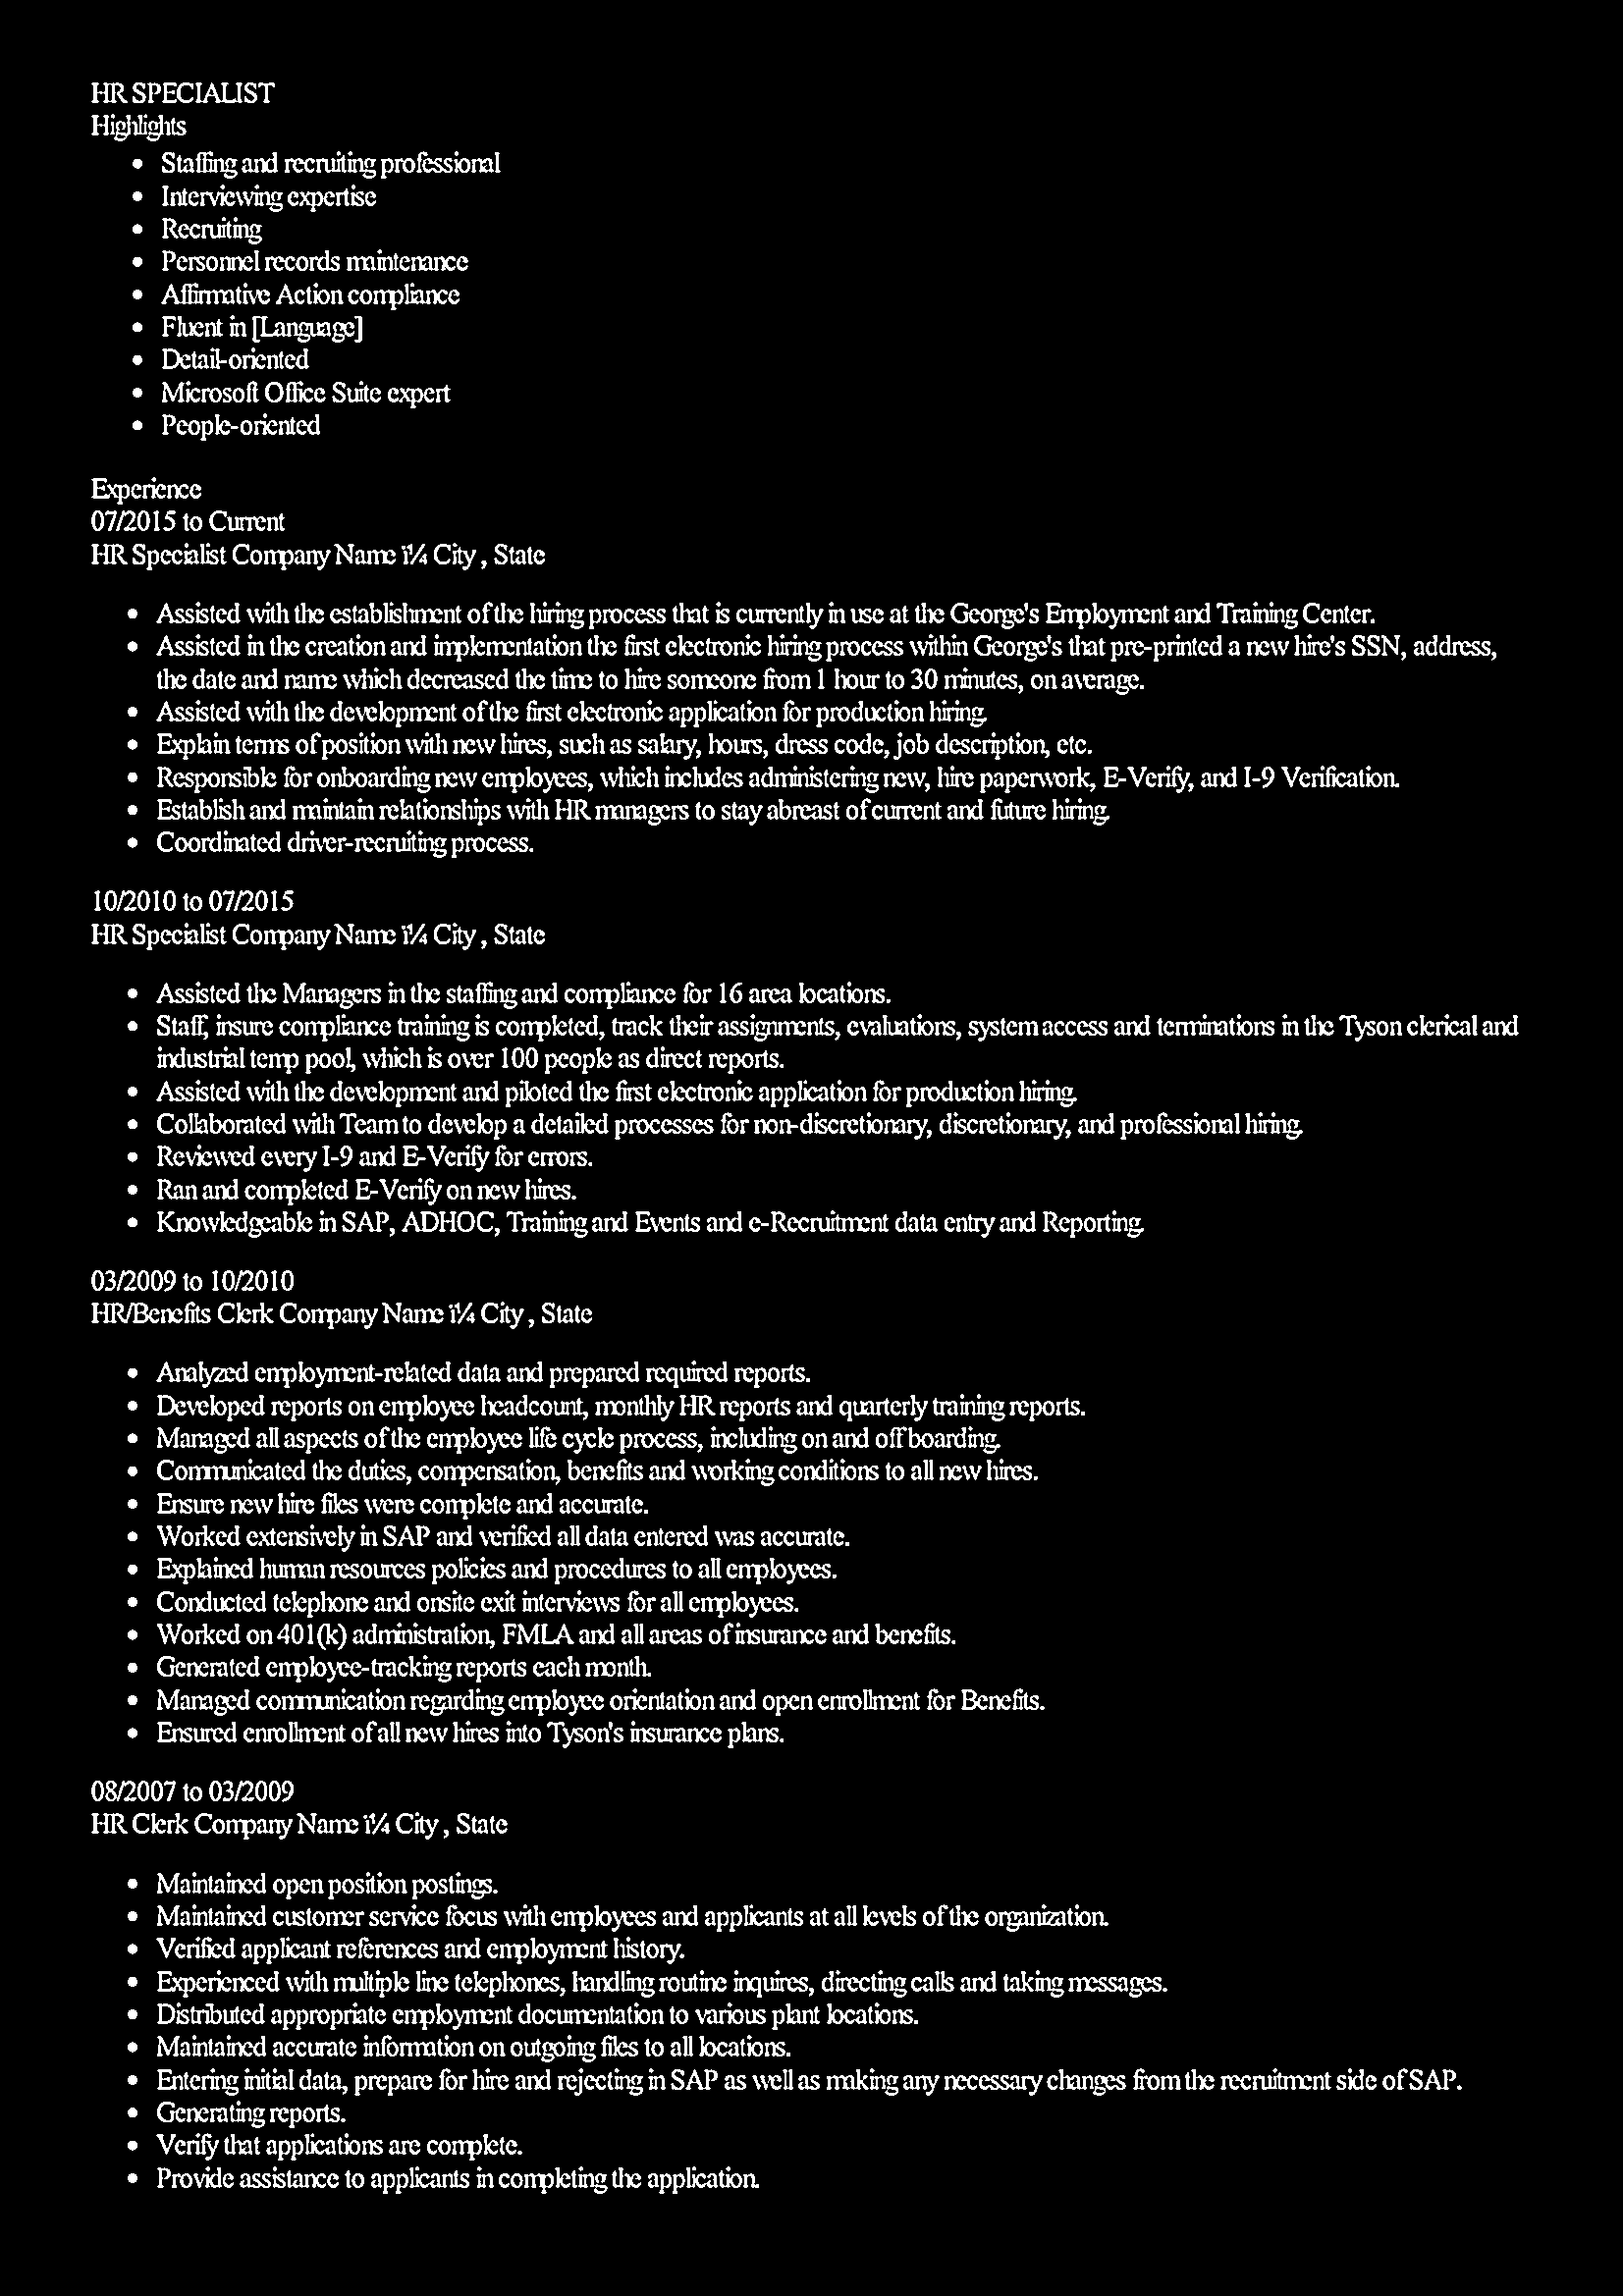 HR SPECIALIST
Highlights
• Staffing and recruiting professional
• Interviewing expertise
• Recruiting
• Personnel records maintenance
• Affirmative Action compliance
• Fluent in [Language]
• Detail-oriented
• Microsoft Office Suite expert
• People-oriented
Experience
07/2015 to Current
HR Specialist Company Name ï¼ City , State
• Assisted with the establishment of the hiring process that is currently in use at the George's Employment and Training Center.
• Assisted in the creation and implementation the first electronic hiring process within George's that pre-printed a new hire's SSN, address,
the date and name which decreased the time to hire someone from 1 hour to 30 minutes, on average.
• Assisted with the development of the first electronic application for production hiring.
• Explain terms of position with new hires, such as salary, hours, dress code, job description, etc.
• Responsible for onboarding new employees, which includes administering new, hire paperwork, E-Verify, and I-9 Verification.
• Establish and maintain relationships with HR managers to stay abreast of current and future hiring.
• Coordinated driver-recruiting process.
10/2010 to 07/2015
HR Specialist Company Name ï¼ City , State
• Assisted the Managers in the staffing and compliance for 16 area locations.
• Staff, insure compliance training is completed, track their assignments, evaluations, system access and terminations in the Tyson clerical and
industrial temp pool, which is over 100 people as direct reports.
• Assisted with the development and piloted the first electronic application for production hiring.
• Collaborated with Team to develop a detailed processes for non-discretionary, discretionary, and professional hiring.
• Reviewed every I-9 and E-Verify for errors.
• Ran and completed E-Verify on new hires.
• Knowledgeable in SAP, ADHOC, Training and Events and e-Recruitment data entry and Reporting.
03/2009 to 10/2010
HR/Benefits Clerk Company Name ï¼ City , State
• Analyzed employment-related data and prepared required reports.
• Developed reports on employee headcount, monthly HR reports and quarterly training reports.
• Managed all aspects of the employee life cycle process, including on and off boarding.
• Communicated the duties, compensation, benefits and working conditions to all new hires.
• Ensure new hire files were complete and accurate.
• Worked extensively in SAP and verified all data entered was accurate.
• Explained human resources policies and procedures to all employees.
• Conducted telephone and onsite exit interviews for all employees.
• Worked on 401(k) administration, FMLA and all areas of insurance and benefits.
• Generated employee-tracking reports each month.
• Managed communication regarding employee orientation and open enrollment for Benefits.
• Ensured enrollment of all new hires into Tyson's insurance plans.
08/2007 to 03/2009
HR Clerk Company Name ï¼ City , State
• Maintained open position postings.
• Maintained customer service focus with employees and applicants at all levels of the organization.
• Verified applicant references and employment history.
• Experienced with multiple line telephones, handling routine inquires, directing calls and taking messages.
• Distributed appropriate employment documentation to various plant locations.
• Maintained accurate information on outgoing files to all locations.
• Entering initial data, prepare for hire and rejecting in SAP as well as making any necessary changes from the recruitment side of SAP.
• Generating reports.
• Verify that applications are complete.
• Provide assistance to applicants in completing the application.